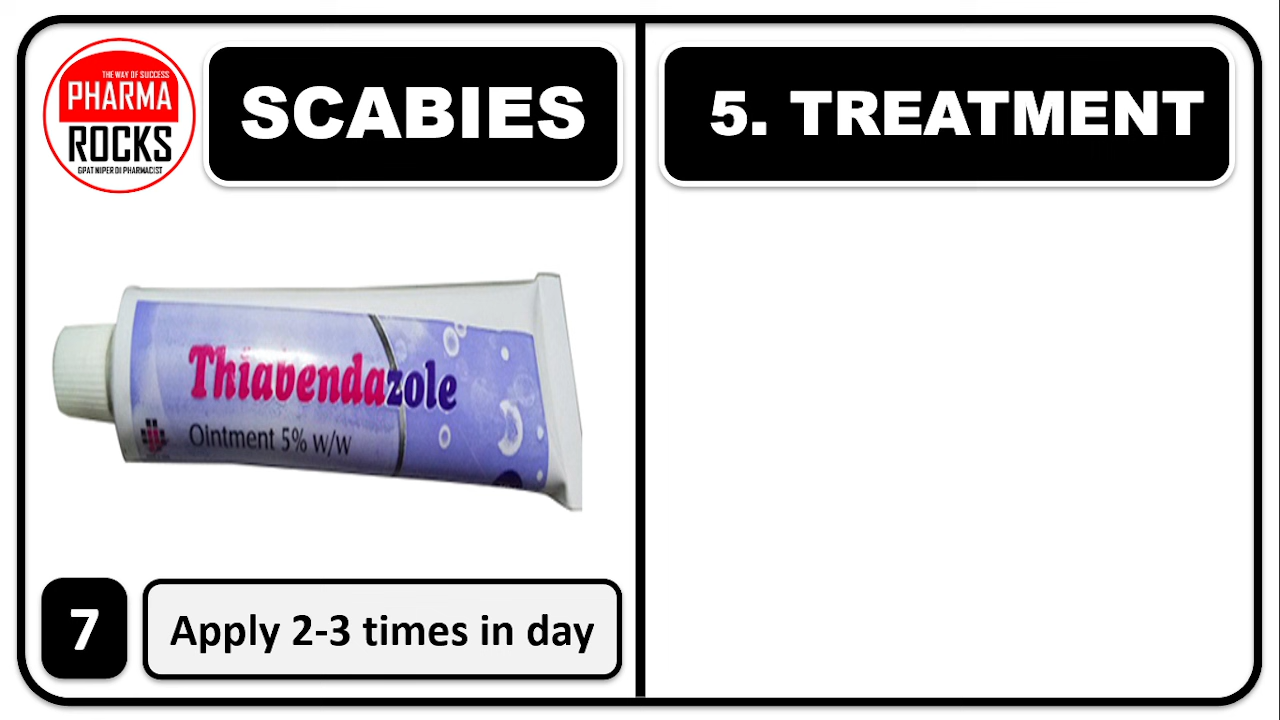 THE WAY OF SUCCESS
PHARMA
ROCKS
GPAT NIPER DI PHARMACIST
SCABIES
5. TREATMENT
Thiabendazole
Ointment 5% w/w
7
Apply 2-3 times in day